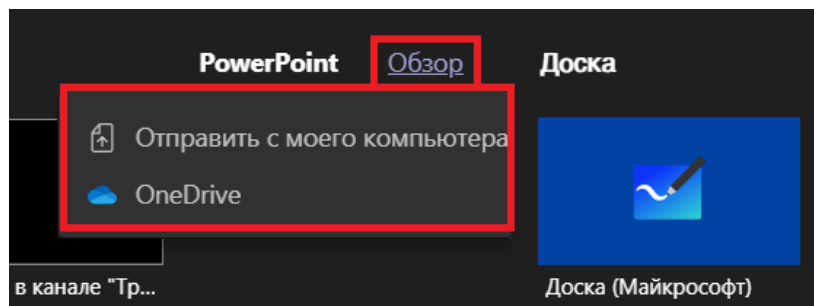 PowerPoint Обзор Доска
Отправить с моего компьютера
OneDrive
в канале "Тр...
Доска (Майкрософт)